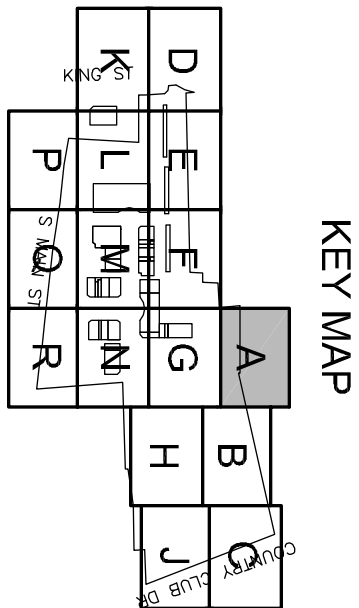 KEY MAP
A B C
D E F G H J
K L M N
P Q R
KING ST
S MAIN ST
COUNTRY CLUB DR